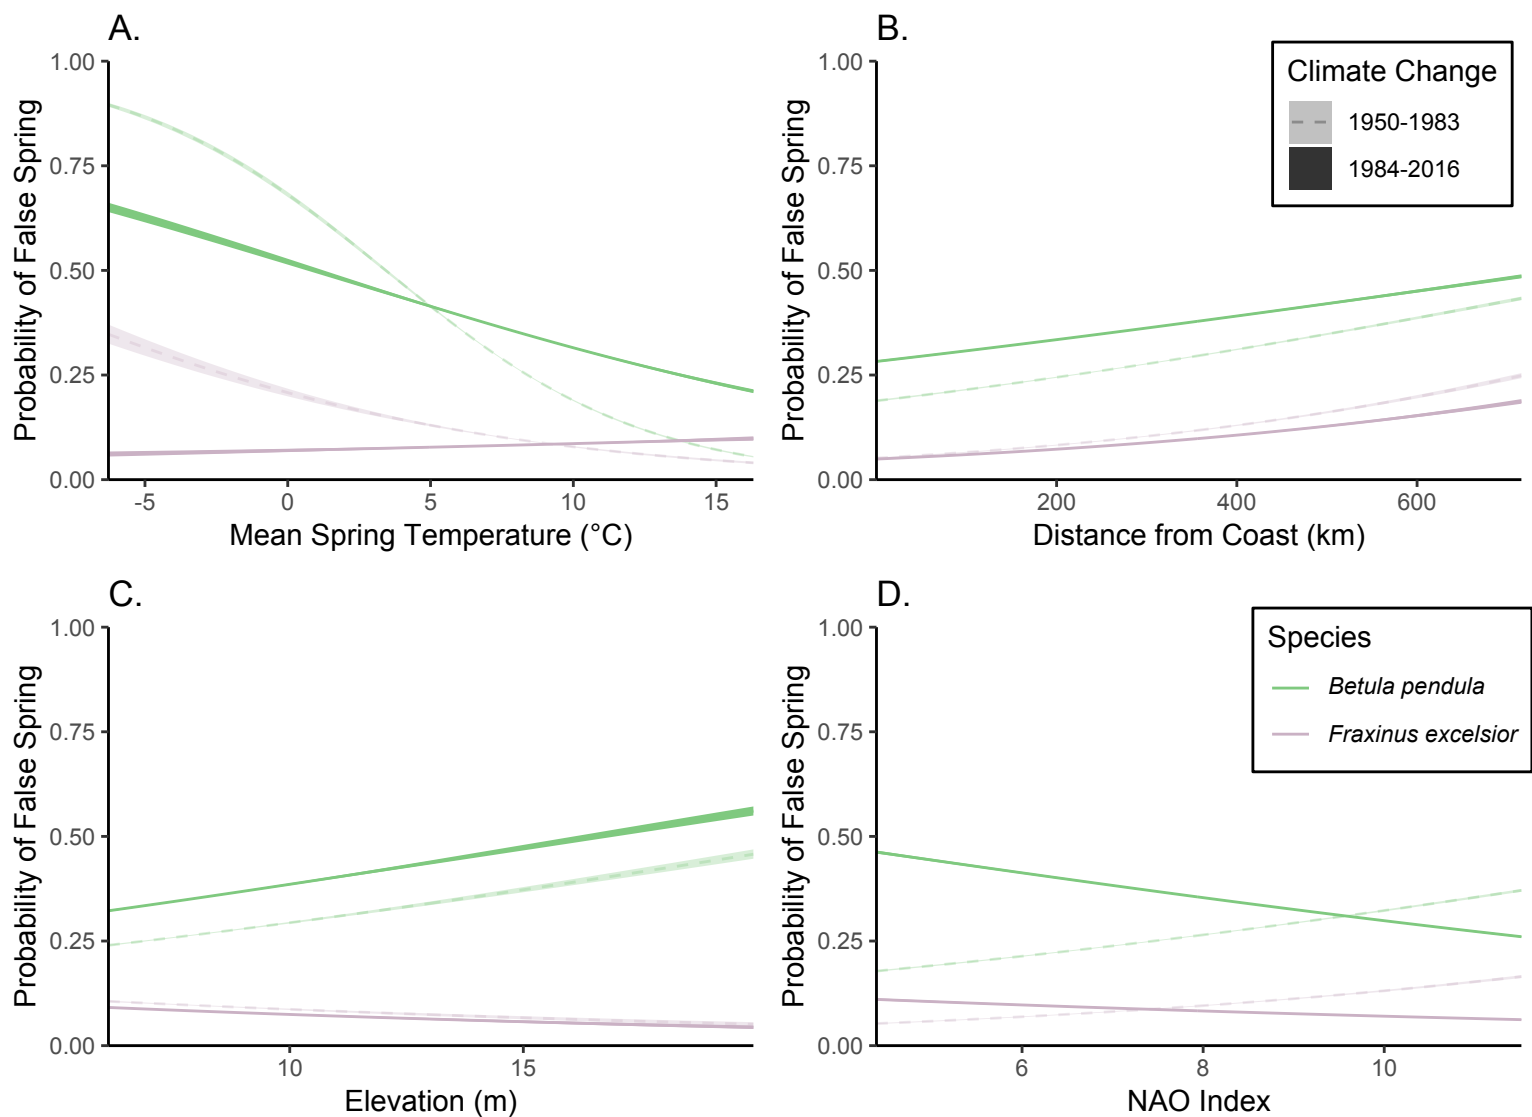 A.
Probability of False Spring
1.00
0.75
0.50
0.25
0.00
-5 0 5 10 15
Mean Spring Temperature (°C)
B.
Probability of False Spring
1.00
0.75
0.50
0.25
0.00
200 400 600
Distance from Coast (km)
Climate Change
1950-1983
1984-2016
C.
Probability of False Spring
1.00
0.75
0.50
0.25
0.00
10 15
Elevation (m)
D.
Probability of False Spring
1.00
0.75
0.50
0.25
0.00
6 8 10
NAO Index
Species
Betula pendula
Fraxinus excelsior